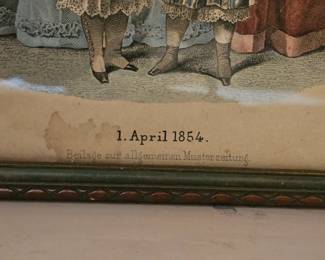 1. April 1854.
Beilage zur allgemeinen Musterzeitung.